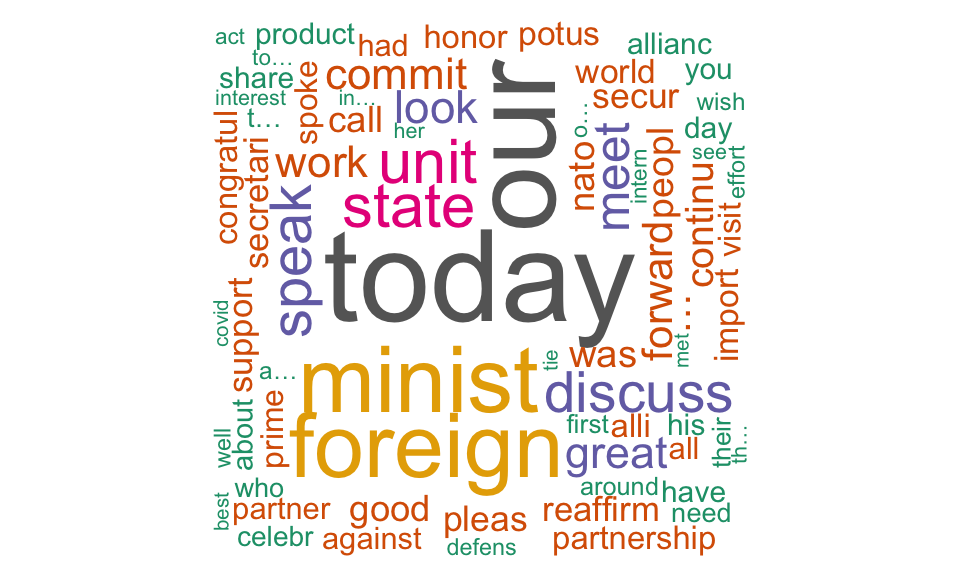 act
product
had
honor
potus
allianc
to…
share
commit
world
you
interest
in…
look
secur
wish
t…
spoke
call
her
our
o…
day
congratul
secretari
work
unit
nato
meet
intern
peopl
see
effort
state
speak
today
forward
continu
visit
covid
support
m…
import
met
was
a…
minist
tie
discuss
prime
foreign
first
alli
his
their
th…
well
about
great
all
who
around
have
best
partner
good
pleas
reaffirm
need
celebr
against
defens
partnership